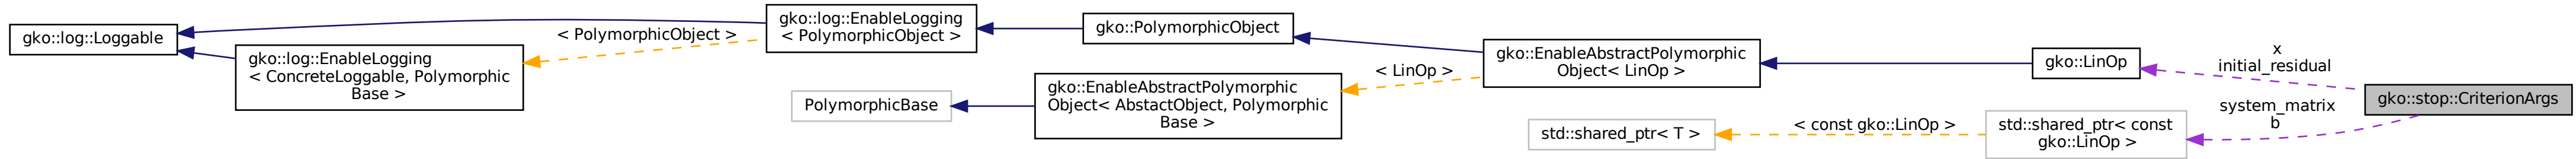 gko::log::Loggable
gko::log::EnableLogging
< ConcreteLoggable, Polymorphic
Base >
< PolymorphicObject >
gko::log::EnableLogging
< PolymorphicObject >
gko::PolymorphicObject
PolymorphicBase
gko::EnableAbstractPolymorphic
Object< AbstactObject, Polymorphic
Base >
< LinOp >
gko::EnableAbstractPolymorphic
Object< LinOp >
std::shared_ptr< T >
< const gko::LinOp >
gko::LinOp
std::shared_ptr< const
gko::LinOp >
x
initial_residual
system_matrix
b
gko::stop::CriterionArgs